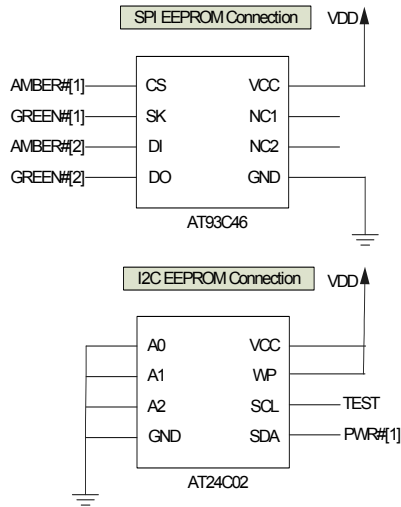 SPI EEPROM Connection
VDD
AMBER#[1] CS VCC
GREEN#[1] SK NC1
AMBER#[2] DI NC2
GREEN#[2] DO GND
AT93C46
I2C EEPROM Connection
VDD
A0 VCC
A1 WP
A2 SCL TEST
GND SDA PWR#[1]
AT24C02